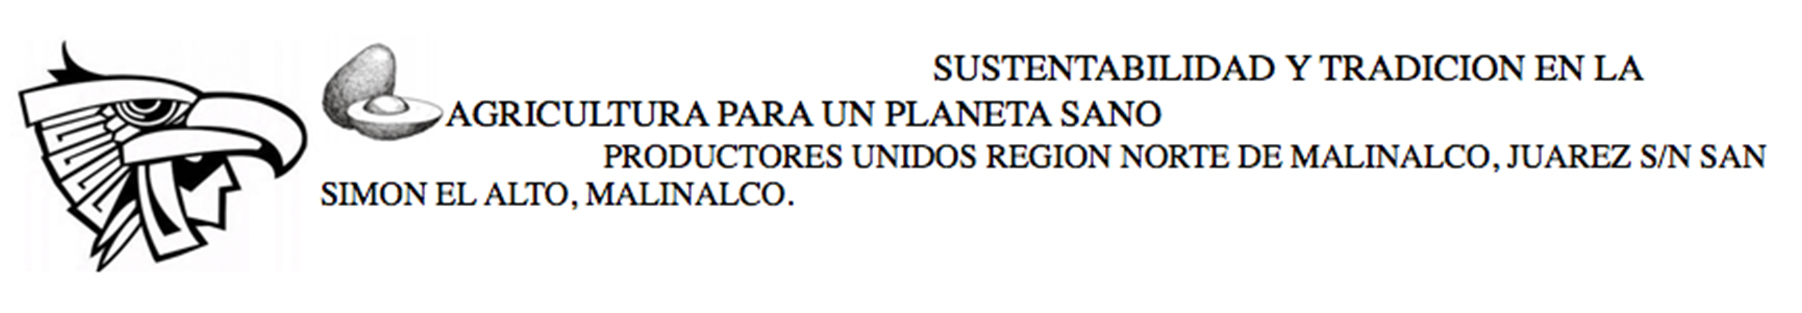 SUSTENTABILIDAD Y TRADICION EN LA
AGRICULTURA PARA UN PLANETA SANO
PRODUCTORES UNIDOS REGION NORTE DE MALINALCO, JUAREZ S/N SAN
SIMON EL ALTO, MALINALCO.